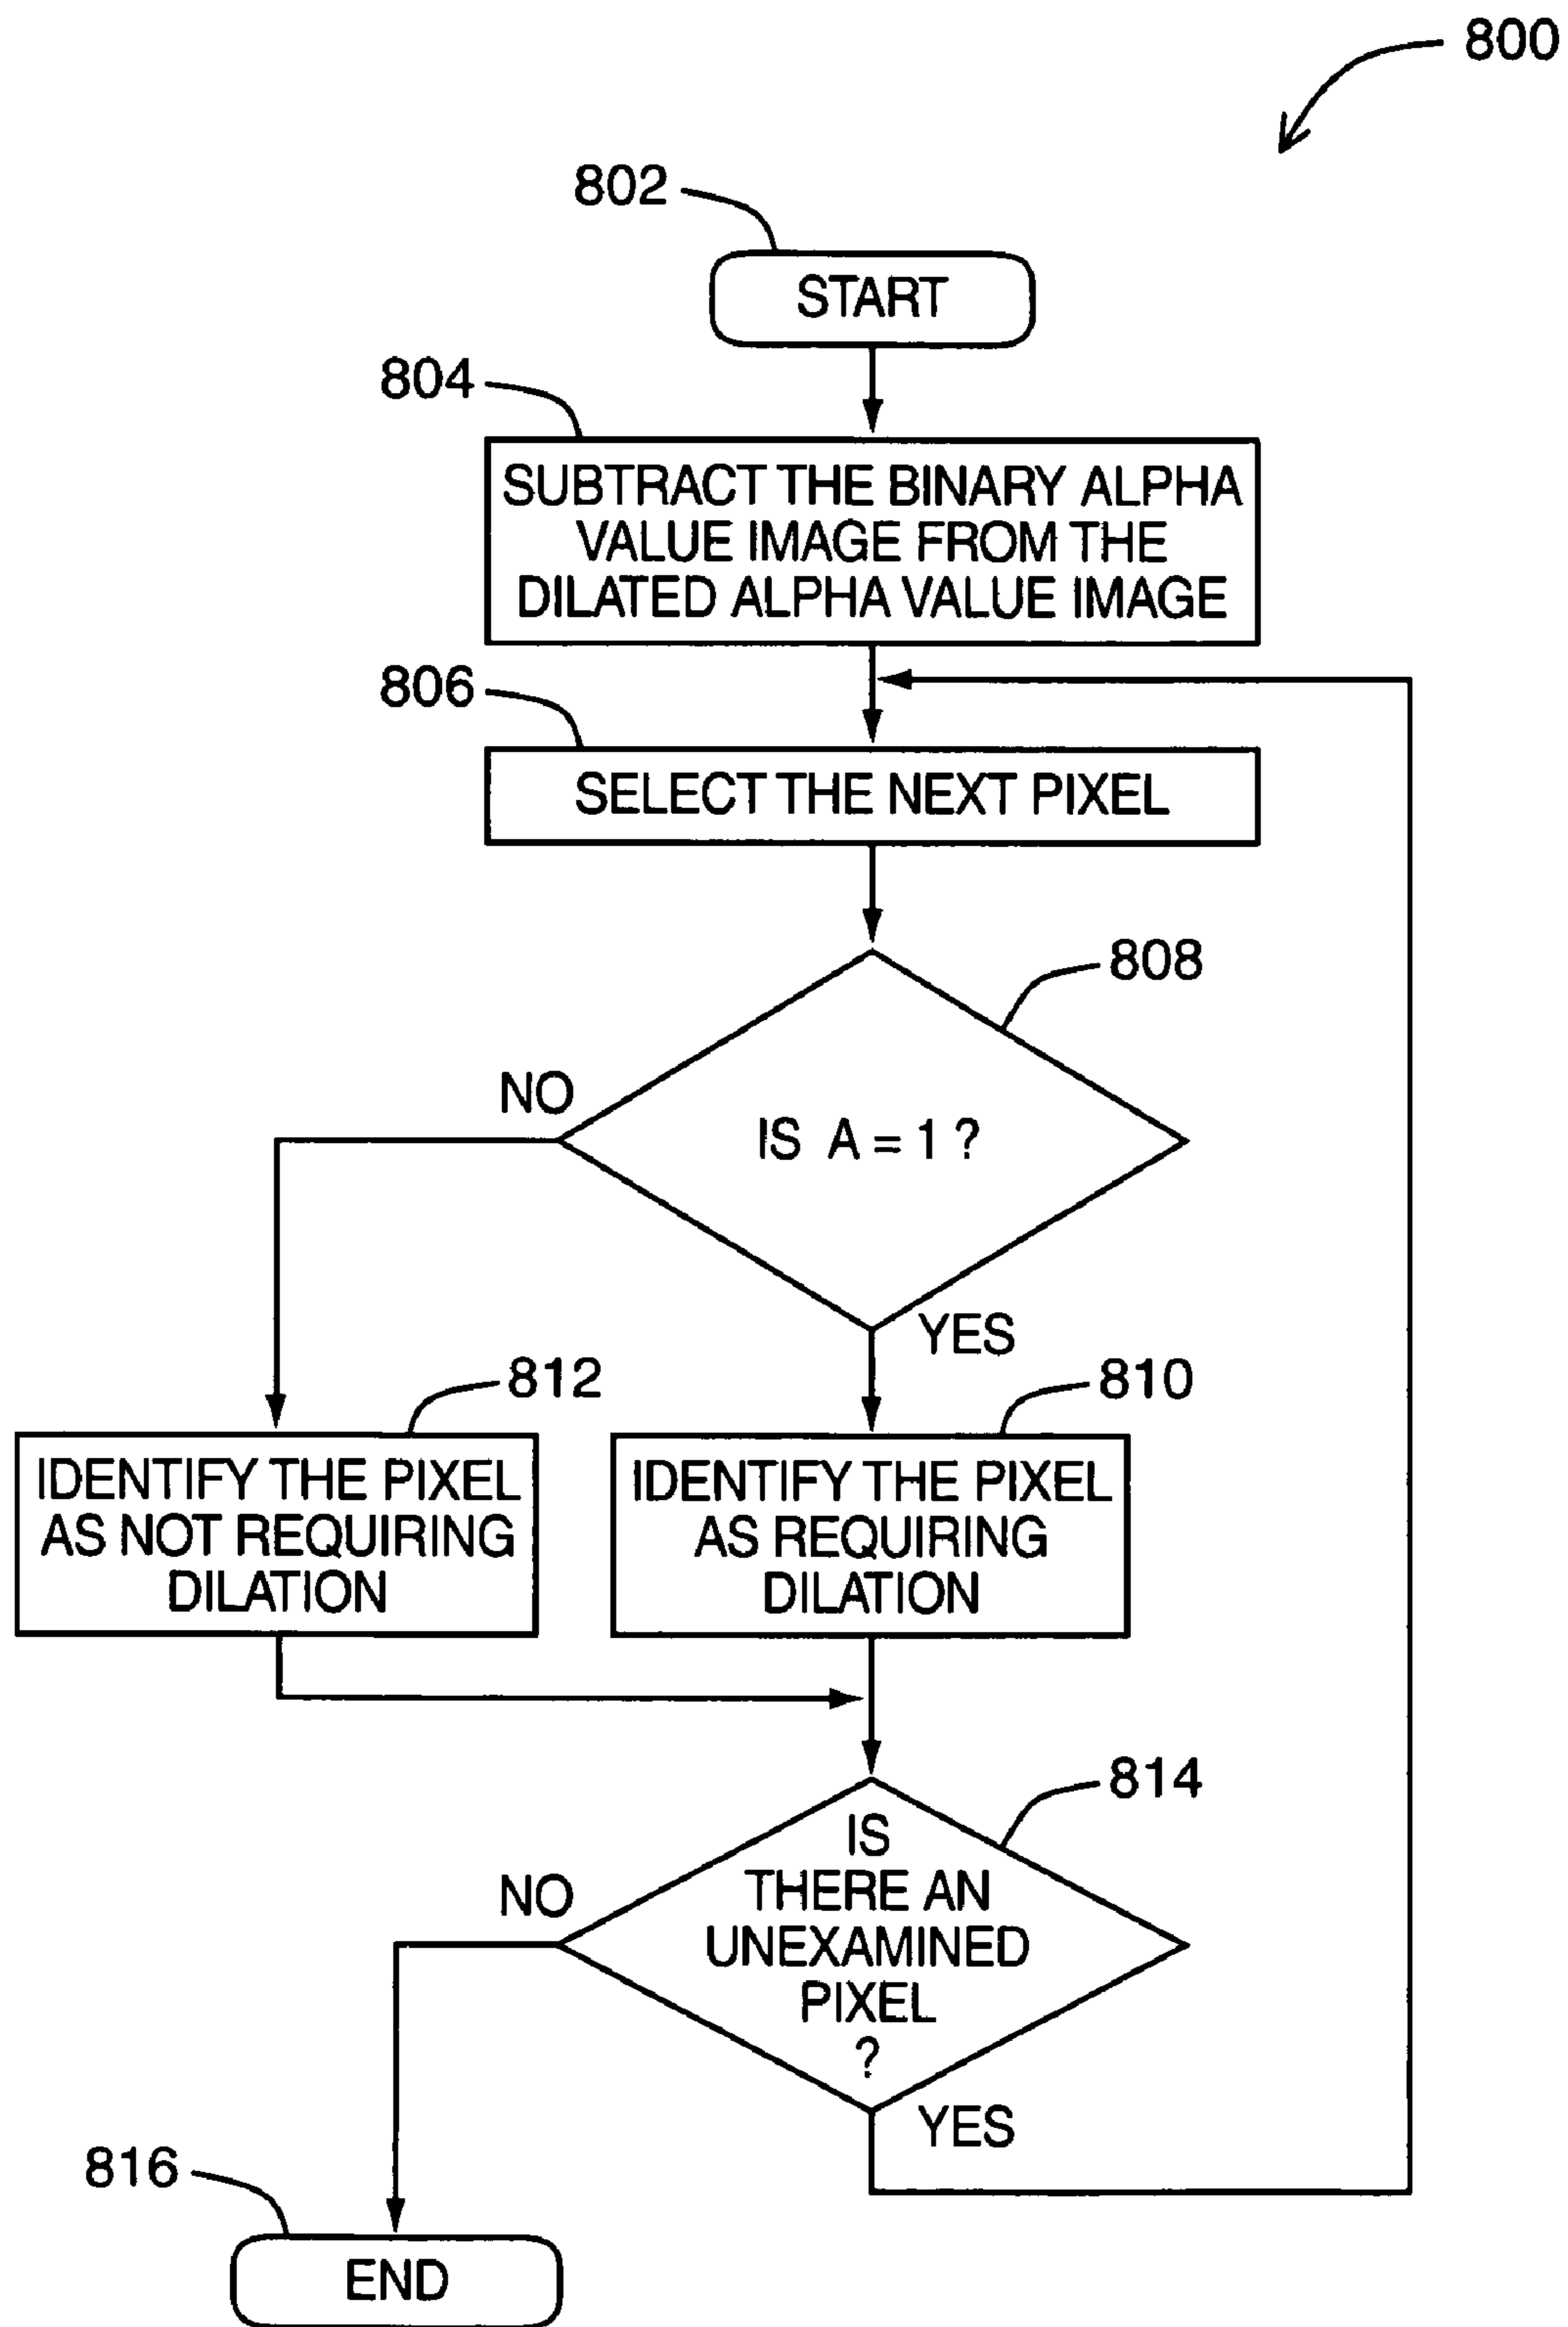 800
802
START
804
SUBTRACT THE BINARY ALPHA
VALUE IMAGE FROM THE
DILATED ALPHA VALUE IMAGE
806
SELECT THE NEXT PIXEL
808
NO
IS A = 1 ?
YES
812
810
IDENTIFY THE PIXEL
AS NOT REQUIRING
DILATION
IDENTIFY THE PIXEL
AS REQUIRING
DILATION
814
NO
IS
THERE AN
UNEXAMINED
PIXEL
?
YES
816
END